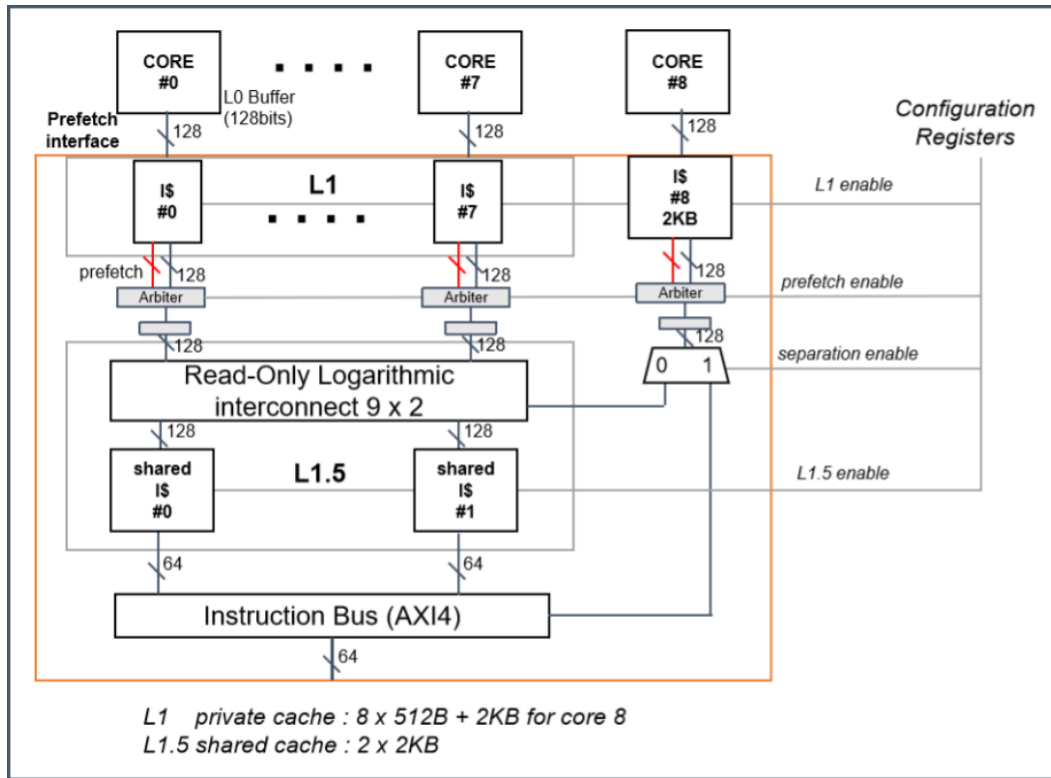 CORE
#0
CORE
#7
CORE
#8
L0 Buffer
(128bits)
Prefetch
interface
128
128
128
Configuration
Registers
I$
#0
L1
I$
#7
I$
#8
2KB
L1 enable
prefetch
128
128
128
Arbiter
Arbiter
Arbiter
prefetch enable
128
128
128
separation enable
0 1
Read-Only Logarithmic
interconnect 9 x 2
128
128
shared
I$
#0
L1.5
shared
I$
#1
L1.5 enable
64
64
Instruction Bus (AXI4)
64
L1 private cache : 8 x 512B + 2KB for core 8
L1.5 shared cache : 2 x 2KB